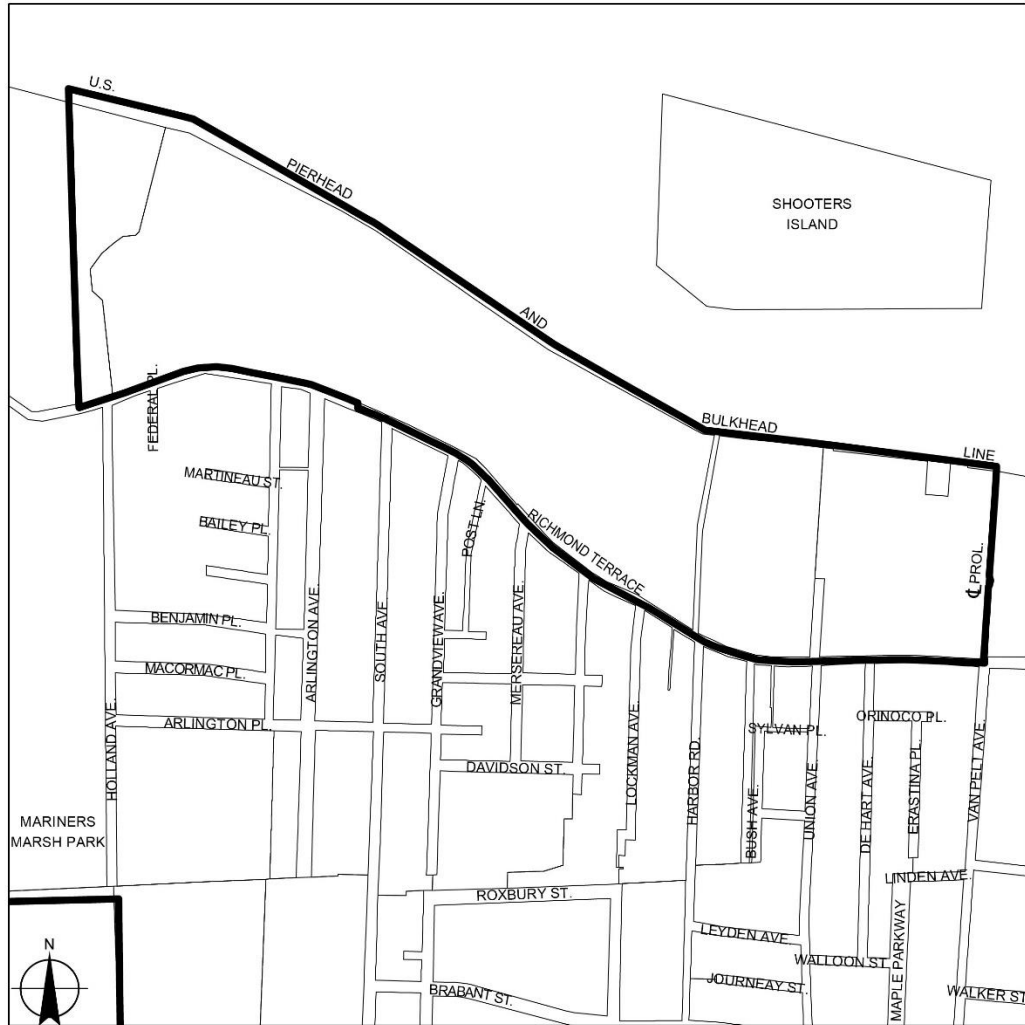 U.S.
PIERHEAD
SHOOTERS
ISLAND
AND
BULKHEAD
LINE
FEDERAL PL.
MARTINEAU ST.
BAILEY PL.
POST LN.
RICHMOND TERRACE
℄ PROL.
BENJAMIN PL.
MACORMAC PL.
ARLINGTON AVE.
SOUTH AVE.
GRANDVIEW AVE.
MERSEREAU AVE.
ARLINGTON PL.
HOLLAND AVE.
DAVIDSON ST.
LOCKMAN AVE.
HARBOR RD.
SYLVAN PL.
BUSH AVE.
UNION AVE.
DE HART AVE.
ORINOCO PL.
ERASTINA PL.
VAN PELT AVE.
MARINERS
MARSH PARK
LINDEN AVE.
ROXBURY ST.
LEYDEN AVE
WALLOON ST.
MAPLE PARKWAY
JOURNEAY ST.
WALKER ST.
BRABANT ST.
N